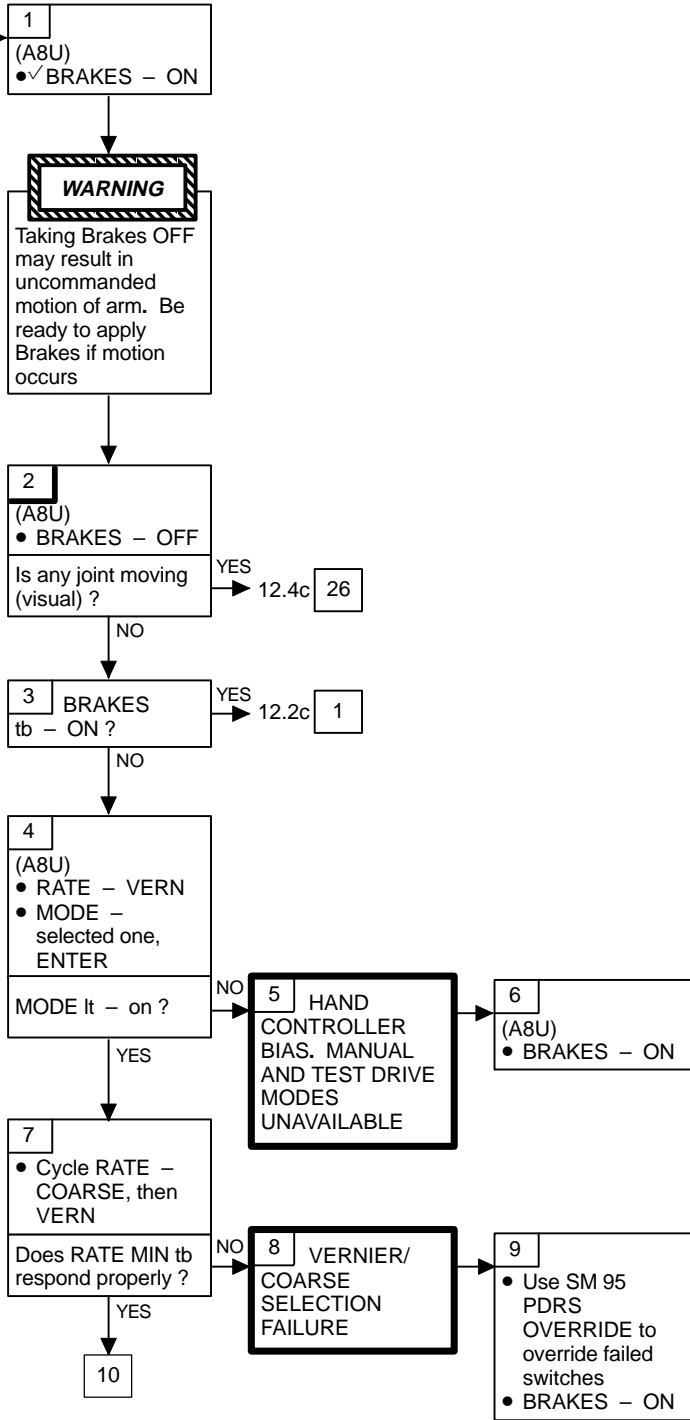 1
(A8U)
●√ BRAKES – ON
WARNING
Taking Brakes OFF
may result in
uncommanded
motion of arm. Be
ready to apply
Brakes if motion
occurs
2
(A8U)
● BRAKES – OFF
Is any joint moving
(visual) ?
YES
12.4c 26
NO
3 BRAKES
tb – ON ?
YES
12.2c 1
NO
4
(A8U)
● RATE – VERN
● MODE –
selected one,
ENTER
MODE lt – on ?
NO
5 HAND
CONTROLLER
BIAS. MANUAL
AND TEST DRIVE
MODES
UNAVAILABLE
6
(A8U)
● BRAKES – ON
YES
7
● Cycle RATE –
COARSE, then
VERN
Does RATE MIN tb
respond properly ?
NO
8 VERNIER/
COARSE
SELECTION
FAILURE
9
● Use SM 95
PDRS
OVERRIDE to
override failed
switches
● BRAKES – ON
YES
10